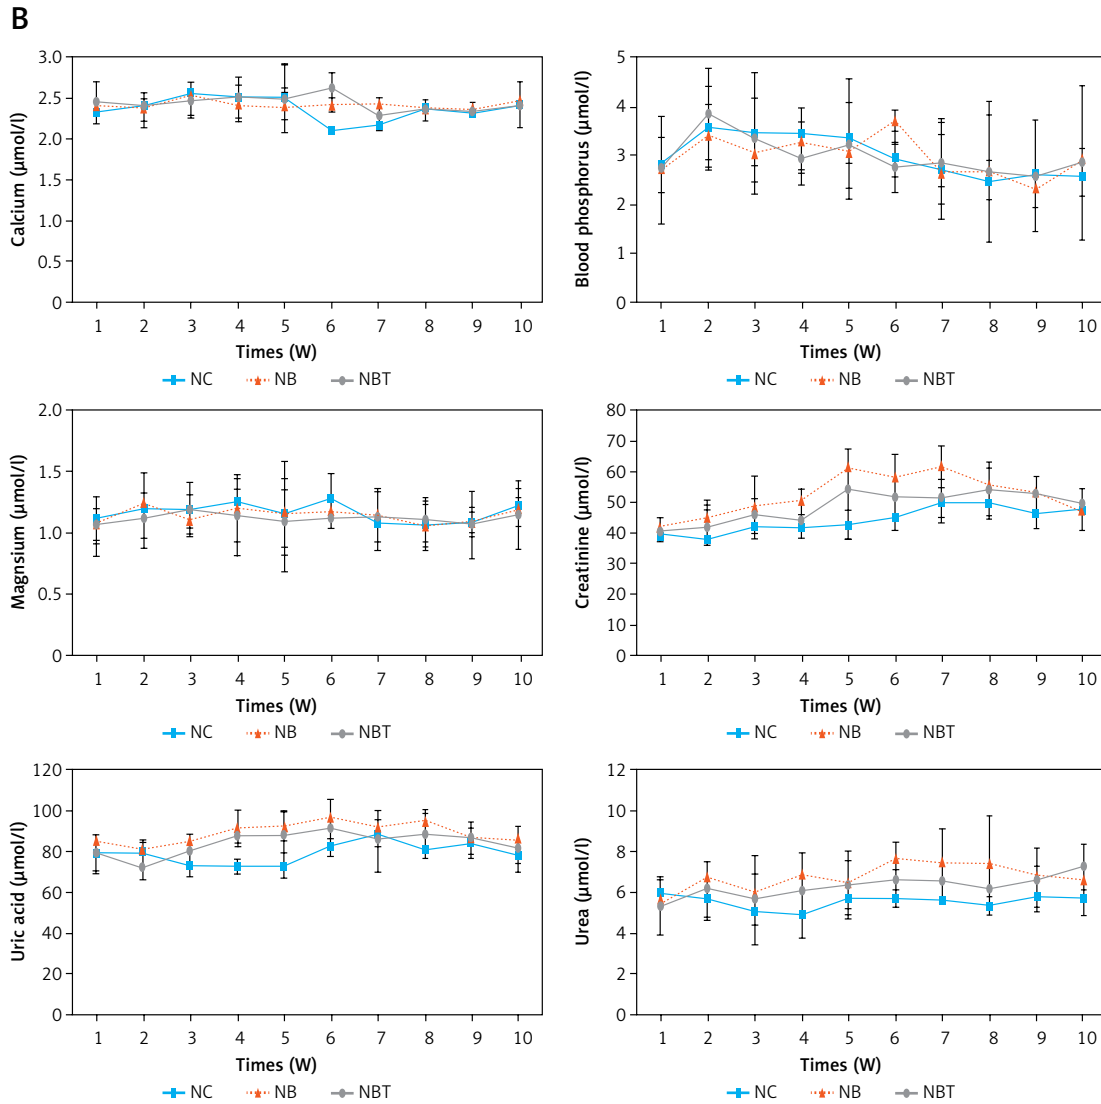 B
Calcium (µmol/l)
3.0
2.5
2.0
1.5
1.0
0.5
0
1 2 3 4 5 6 7 8 9 10
Times (W)
NC NB NBT
Blood phosphorus (µmol/l)
5
4
3
2
1
0
1 2 3 4 5 6 7 8 9 10
Times (W)
NC NB NBT
Magnsium (µmol/l)
2.0
1.5
1.0
0.5
0
1 2 3 4 5 6 7 8 9 10
Times (W)
NC NB NBT
Creatinine (µmol/l)
80
70
60
50
40
30
20
10
0
1 2 3 4 5 6 7 8 9 10
Times (W)
NC NB NBT
Uric acid (µmol/l)
120
100
80
60
40
20
0
1 2 3 4 5 6 7 8 9 10
Times (W)
NC NB NBT
Urea (µmol/l)
12
10
8
6
4
2
0
1 2 3 4 5 6 7 8 9 10
Times (W)
NC NB NBT